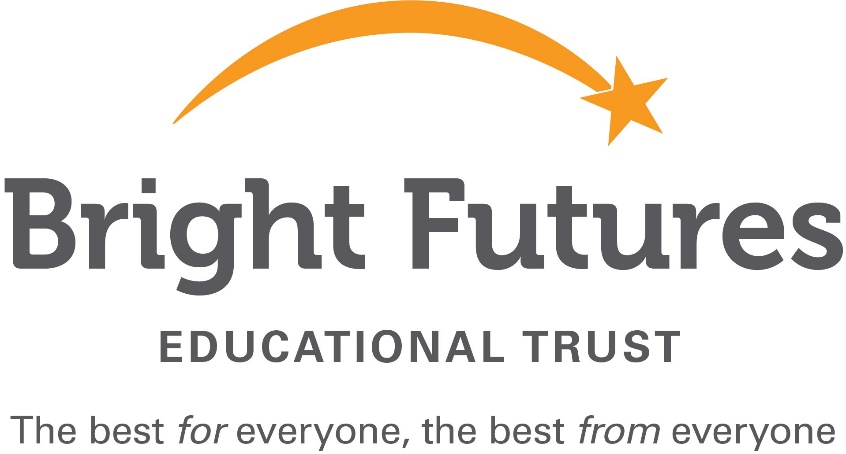 Bright Futures
EDUCATIONAL TRUST
The best for everyone, the best from everyone